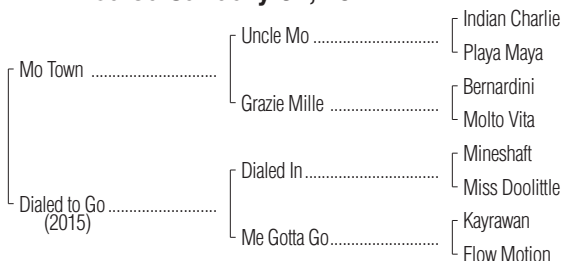 Indian Charlie
Uncle Mo
Playa Maya
Mo Town
Bernardini
Grazie Mille
Molto Vita
Mineshaft
Dialed In
Miss Doolittle
Dialed to Go
(2015)
Kayrawan
Me Gotta Go
Flow Motion